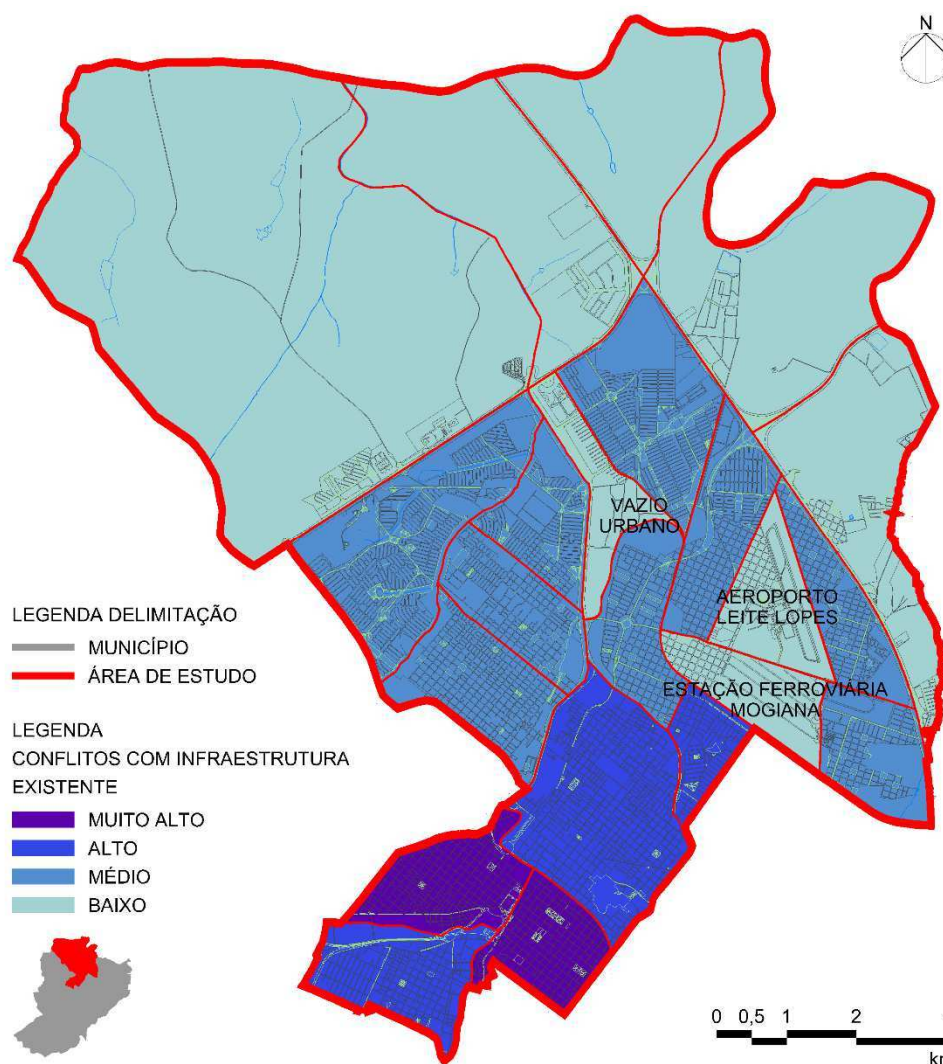 N
VAZIO
URBANO
AEROPORTO
LEITE LOPES
ESTAÇÃO FERROVIÁRIA
MOGIANA
LEGENDA DELIMITAÇÃO
MUNICÍPIO
ÁREA DE ESTUDO
LEGENDA
CONFLITOS COM INFRAESTRUTURA
EXISTENTE
MUITO ALTO
ALTO
MÉDIO
BAIXO
0 0,5 1 2